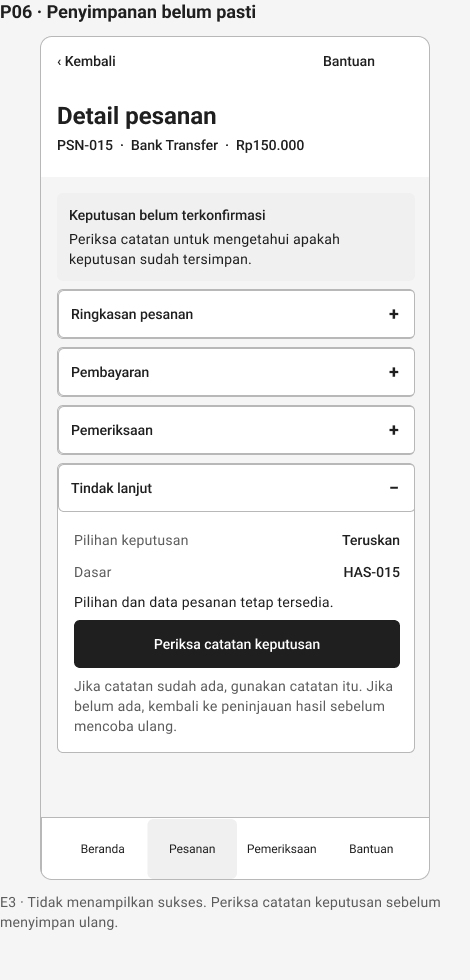 P06 · Penyimpanan belum pasti
‹ Kembali
Bantuan
Detail pesanan
PSN-015 · Bank Transfer · Rp150.000
Keputusan belum terkonfirmasi
Periksa catatan untuk mengetahui apakah
keputusan sudah tersimpan.
Ringkasan pesanan +
Pembayaran +
Pemeriksaan +
Tindak lanjut −
Pilihan keputusan Teruskan
Dasar HAS-015
Pilihan dan data pesanan tetap tersedia.
Periksa catatan keputusan
Jika catatan sudah ada, gunakan catatan itu. Jika
belum ada, kembali ke peninjauan hasil sebelum
mencoba ulang.
Beranda Pesanan Pemeriksaan Bantuan
E3 · Tidak menampilkan sukses. Periksa catatan keputusan sebelum
menyimpan ulang.